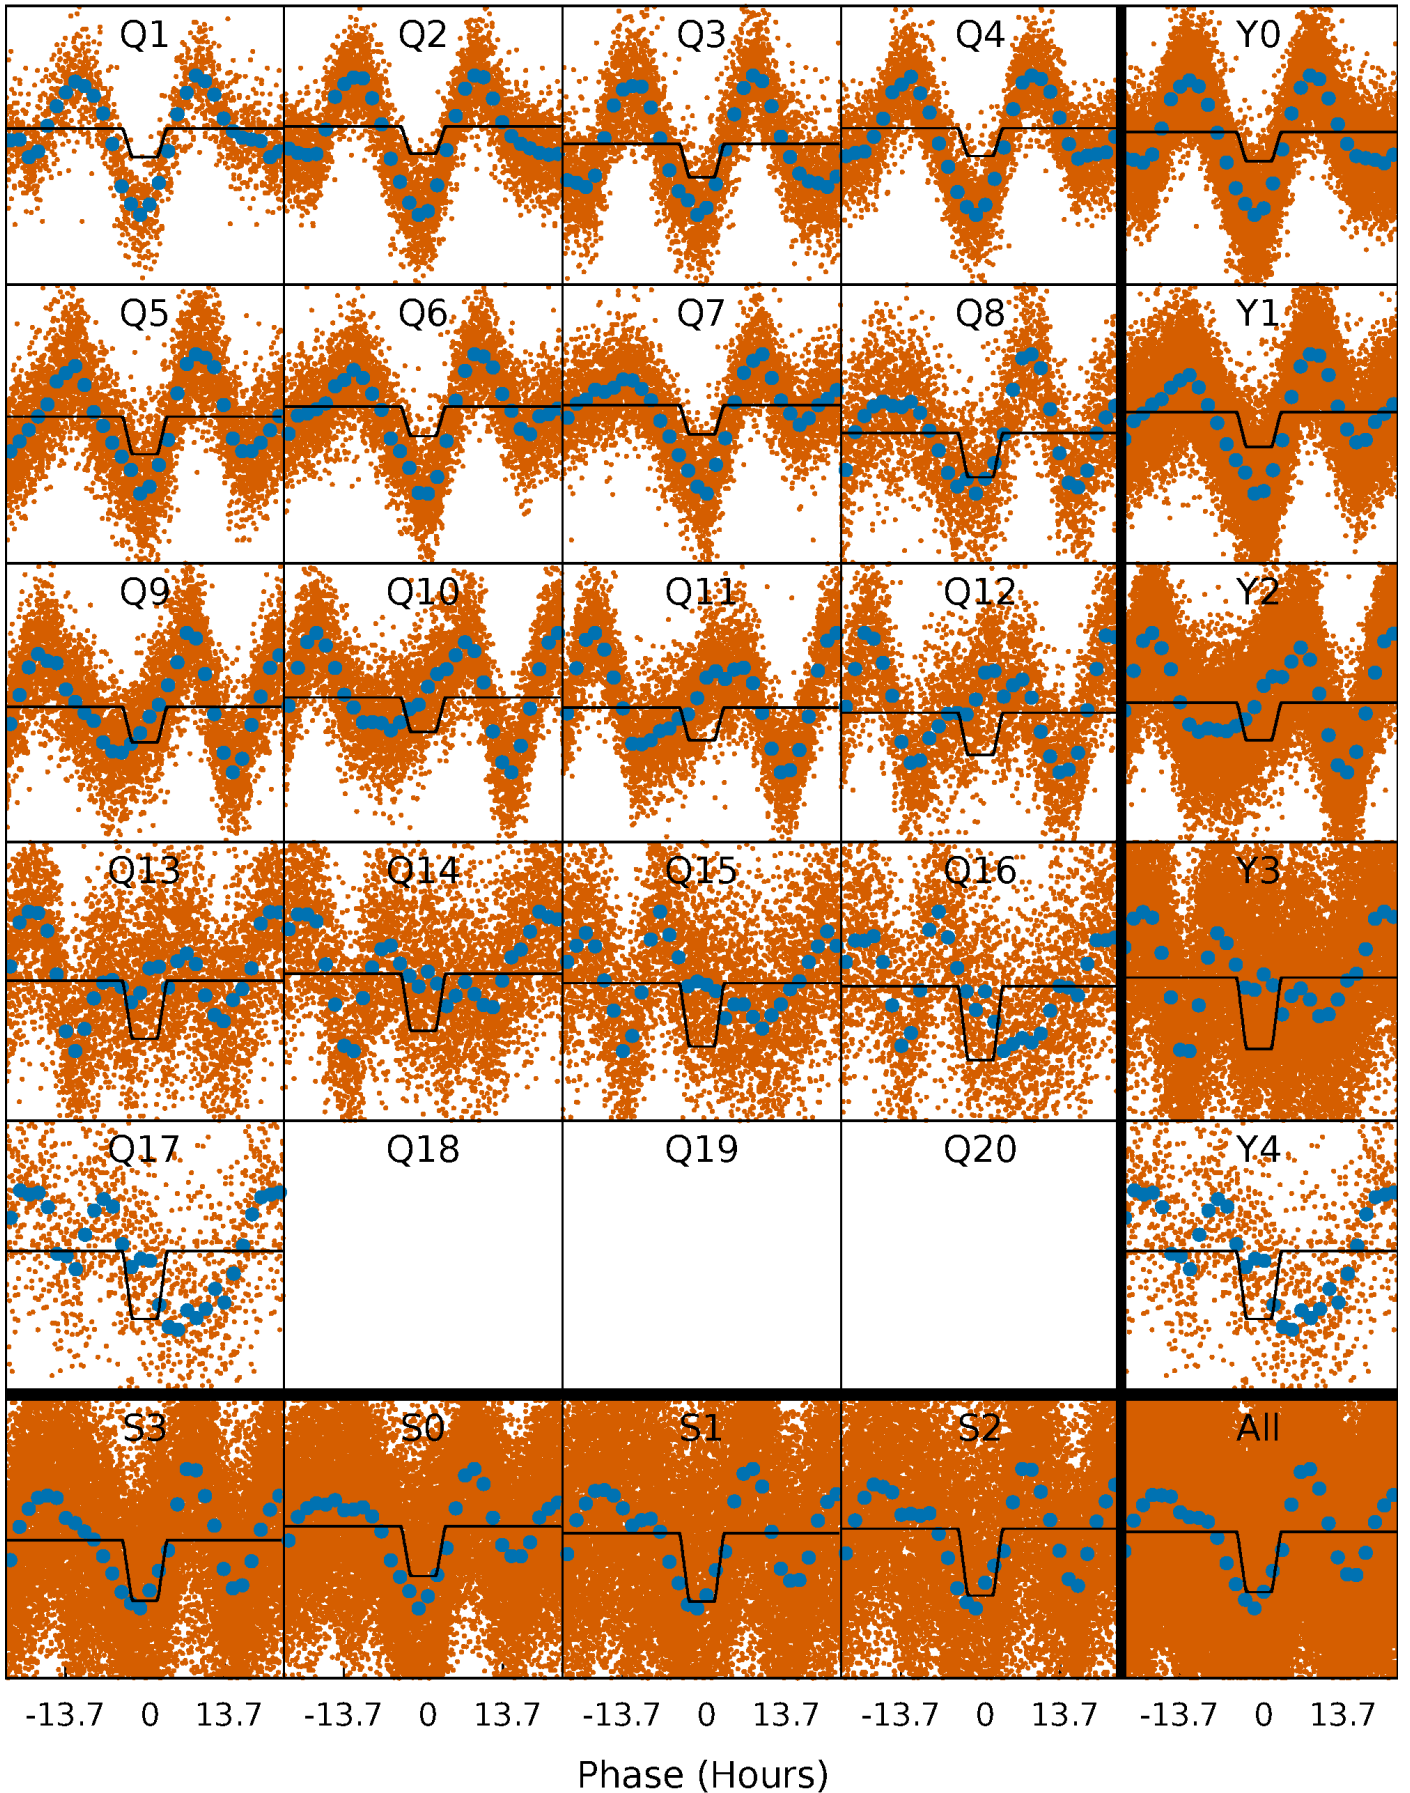 Q1 Q2 Q3 Q4 Y0
Q5 Q6 Q7 Q8 Y1
Q9 Q10 Q11 Q12 Y2
Q13 Q14 Q15 Q16 Y3
Q17 Q18 Q19 Q20 Y4
S3 S0 S1 S2 All
-13.7 0 13.7 -13.7 0 13.7 -13.7 0 13.7 -13.7 0 13.7 -13.7 0 13.7
Phase (Hours)